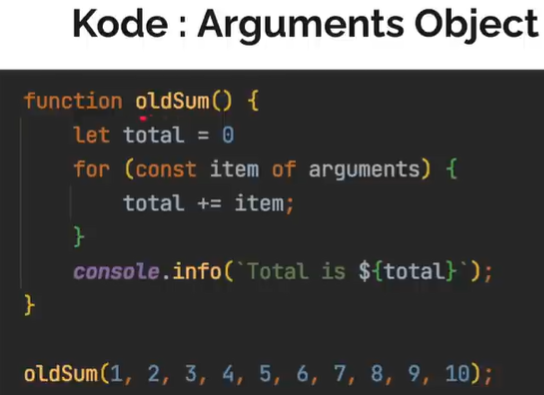 Kode : Arguments Object
function oldSum() {
let total = 0
for (const item of arguments) {
total += item;
}
console.info(`Total is ${total}`);
}
oldSum(1, 2, 3, 4, 5, 6, 7, 8, 9, 10);